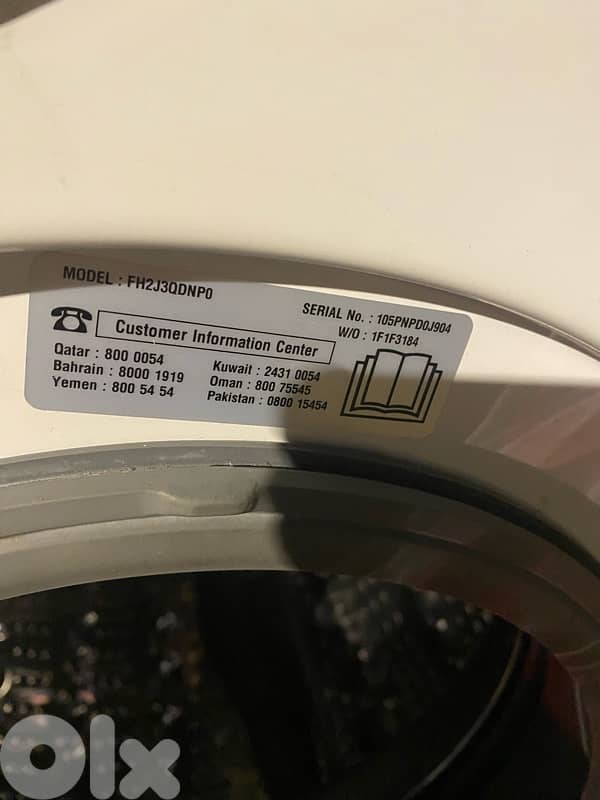 MODEL : FH2J3QDNP0
SERIAL No. : 105PNPD0J904
W/O : 1F1F3184
Customer Information Center
Qatar : 800 0054
Bahrain : 8000 1919
Yemen : 800 54 54
Kuwait : 2431 0054
Oman : 800 75545
Pakistan : 0800 15454
olx